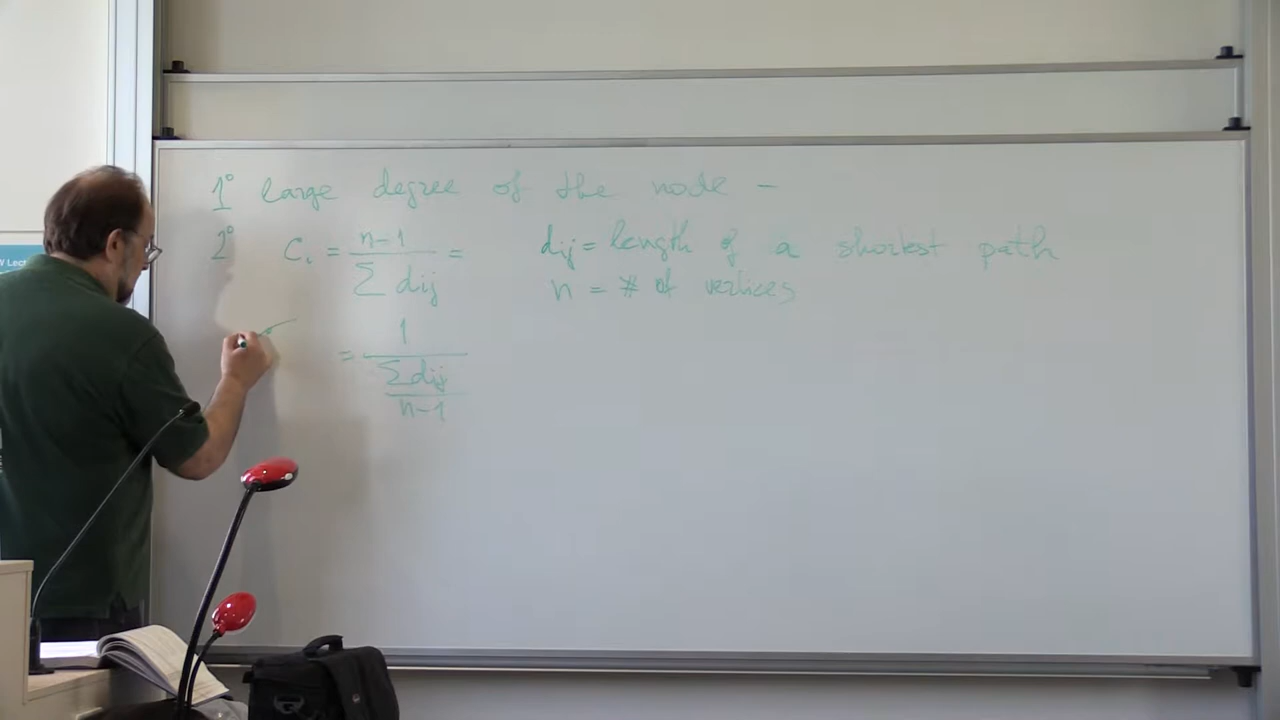 1° large degree of the node –
2° Ci = n-1 / Σ dij = dij = length of a shortest path
n = # of vertices
= 1 / (Σ dij / n-1)